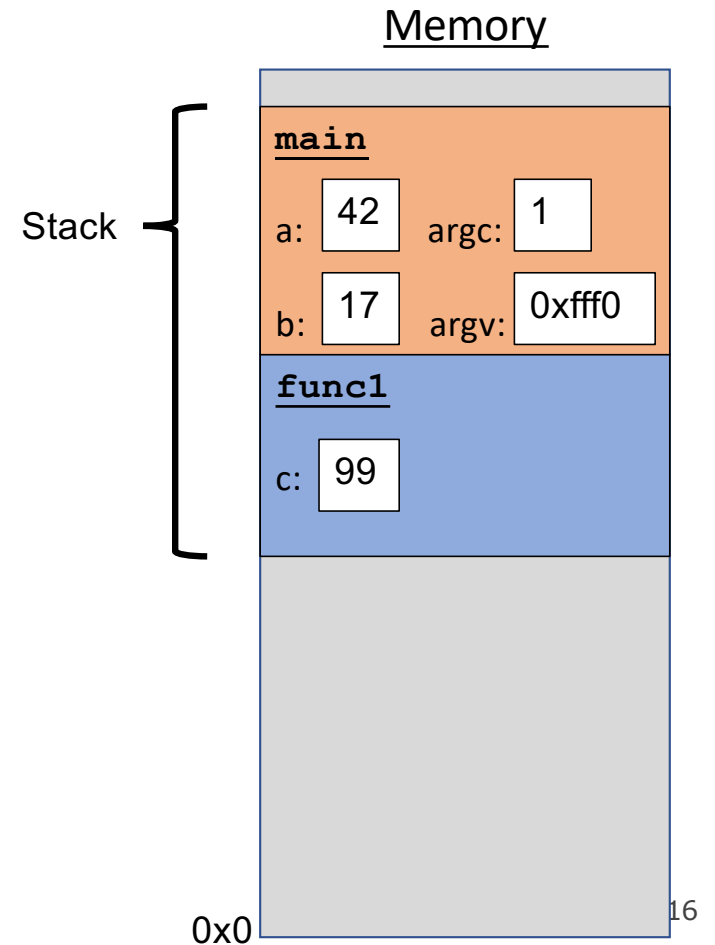 Memory
main
a: 42 argc: 1
Stack
b: 17 argv: 0xfff0
func1
c: 99
16
0x0